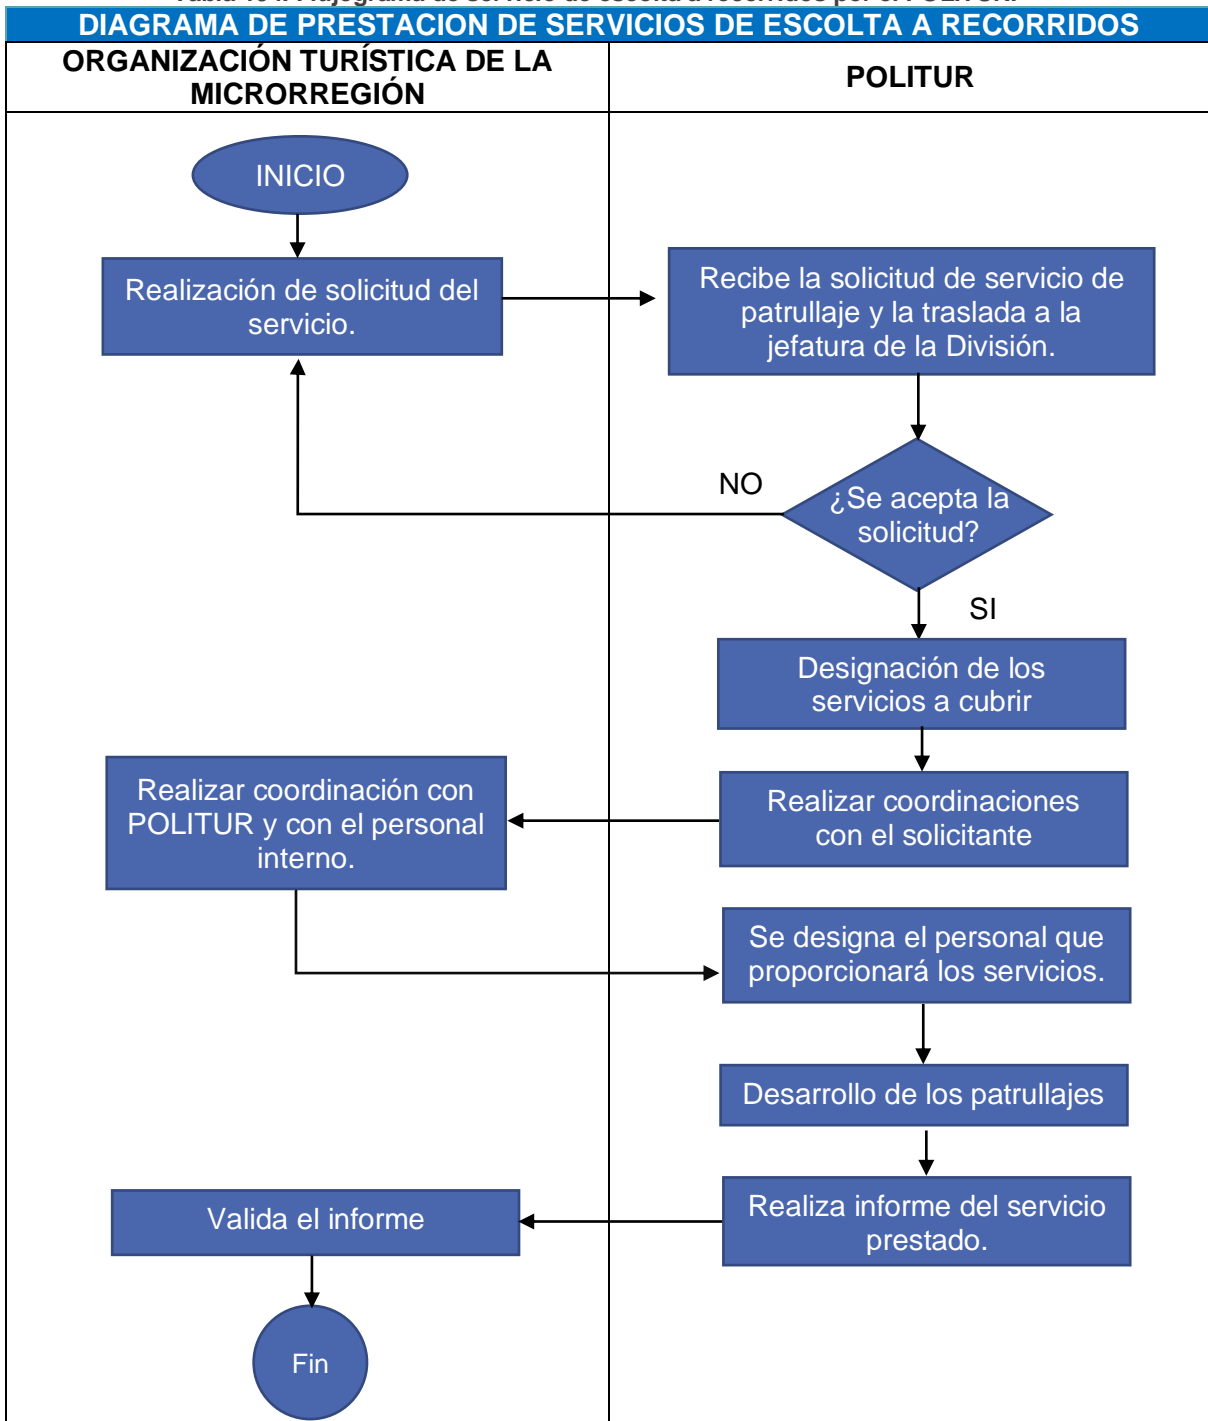 DIAGRAMA DE PRESTACION DE SERVICIOS DE ESCOLTA A RECORRIDOS
ORGANIZACIÓN TURÍSTICA DE LA
MICRORREGIÓN
POLITUR
INICIO
Realización de solicitud del
servicio.
Recibe la solicitud de servicio de
patrullaje y la traslada a la
jefatura de la División.
NO
¿Se acepta la
solicitud?
SI
Designación de los
servicios a cubrir
Realizar coordinación con
POLITUR y con el personal
interno.
Realizar coordinaciones
con el solicitante
Se designa el personal que
proporcionará los servicios.
Desarrollo de los patrullajes
Valida el informe
Realiza informe del servicio
prestado.
Fin